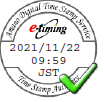 Amano Digital Time Stamp Service
e-timing
2021/11/22
09:59
JST
Time Stamp Authority